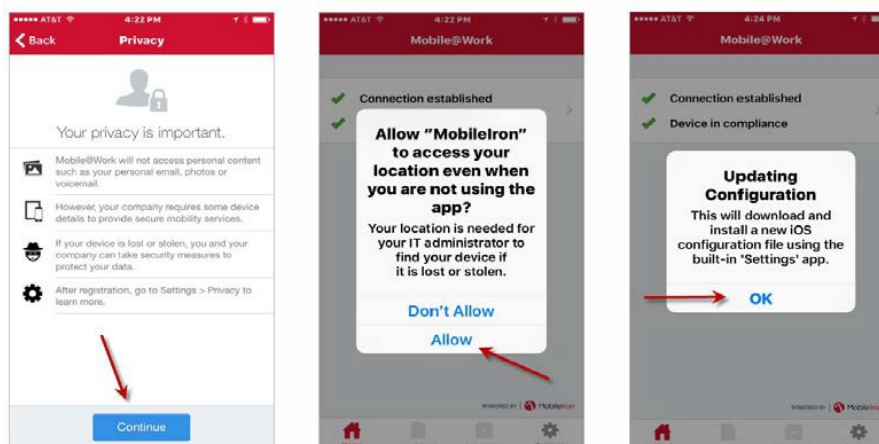 AT&T 4:22 PM
Back Privacy
Your privacy is important.
Mobile@Work will not access personal content
such as your personal email, photos or
voicemail.
However, your company requires some device
details to provide secure mobility services.
If your device is lost or stolen, you and your
company can take security measures to
protect your data.
After registration, go to Settings > Privacy to
learn more.
Continue
AT&T 4:22 PM
Mobile@Work
Connection established
Allow "MobileIron"
to access your
location even when
you are not using the
app?
Your location is needed for
your IT administrator to
find your device if
it is lost or stolen.
Don't Allow
Allow
POWERED BY MobileIron
AT&T 4:24 PM
Mobile@Work
Connection established
Device in compliance
Updating
Configuration
This will download and
install a new iOS
configuration file using the
built-in 'Settings' app.
OK
POWERED BY MobileIron